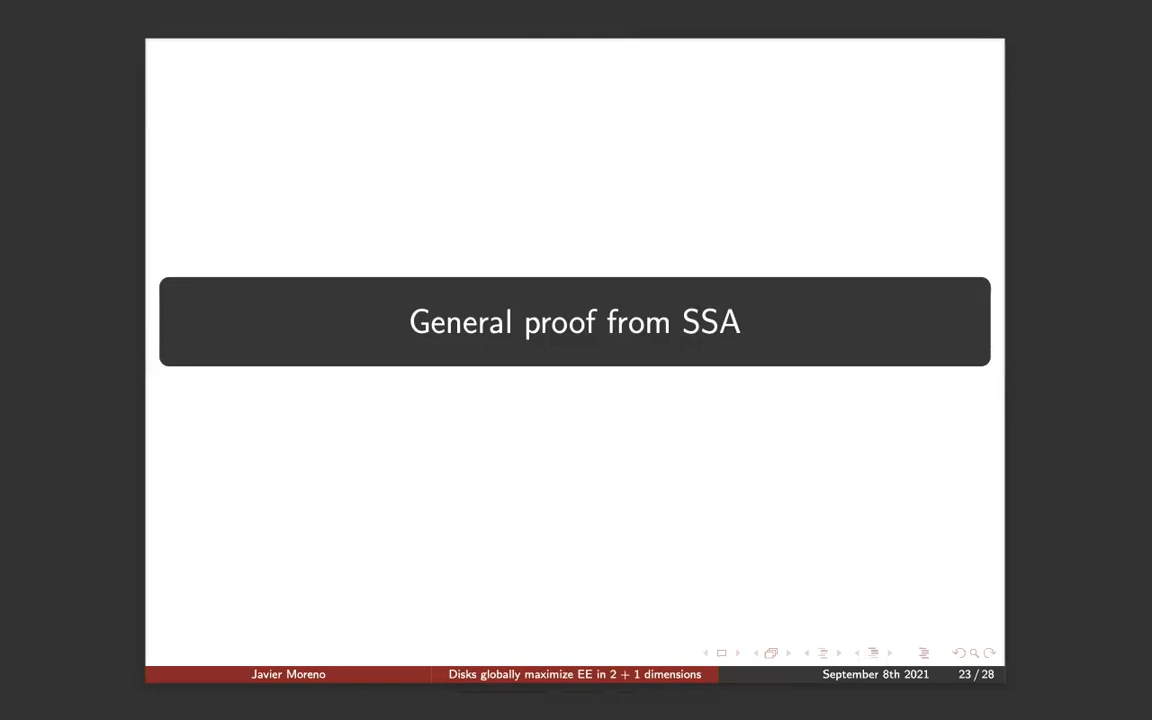 General proof from SSA
Javier Moreno
Disks globally maximize EE in 2 + 1 dimensions
September 8th 2021
23 / 28